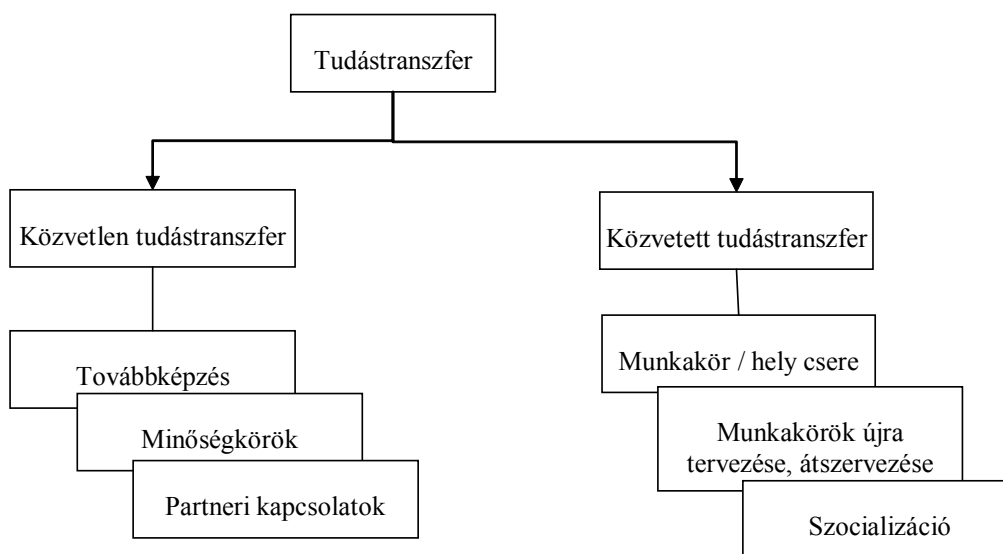 Tudástranszfer
Közvetlen tudástranszfer
Közvetett tudástranszfer
Továbbképzés
Minőségkörök
Partneri kapcsolatok
Munkakör / hely csere
Munkakörök újra
tervezése, átszervezése
Szocializáció